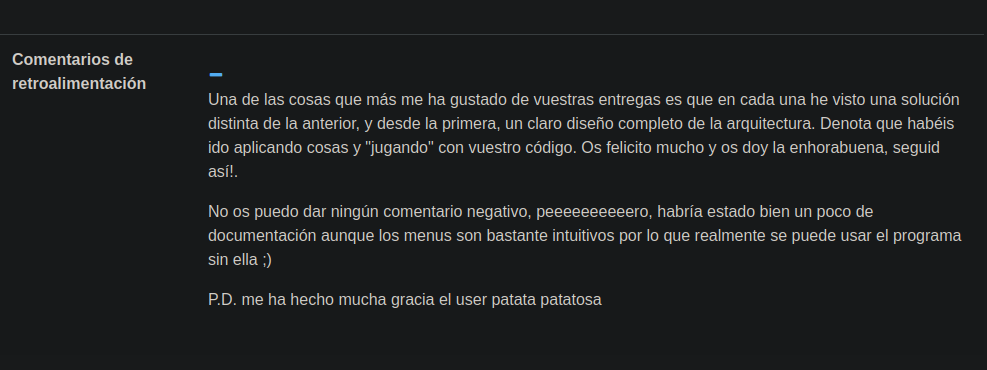 Comentarios de
retroalimentación
Una de las cosas que más me ha gustado de vuestras entregas es que en cada una he visto una solución
distinta de la anterior, y desde la primera, un claro diseño completo de la arquitectura. Denota que habéis
ido aplicando cosas y "jugando" con vuestro código. Os felicito mucho y os doy la enhorabuena, seguid
así!.
No os puedo dar ningún comentario negativo, peeeeeeeeeero, habría estado bien un poco de
documentación aunque los menus son bastante intuitivos por lo que realmente se puede usar el programa
sin ella ;)
P.D. me ha hecho mucha gracia el user patata patatosa